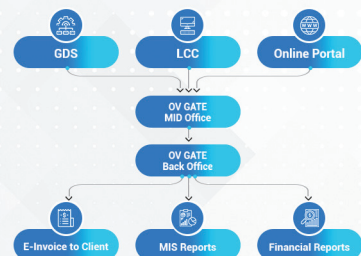 GDS
LCC
Online Portal
OV GATE
MID Office
OV GATE
Back Office
E-Invoice to Client
MIS Reports
Financial Reports